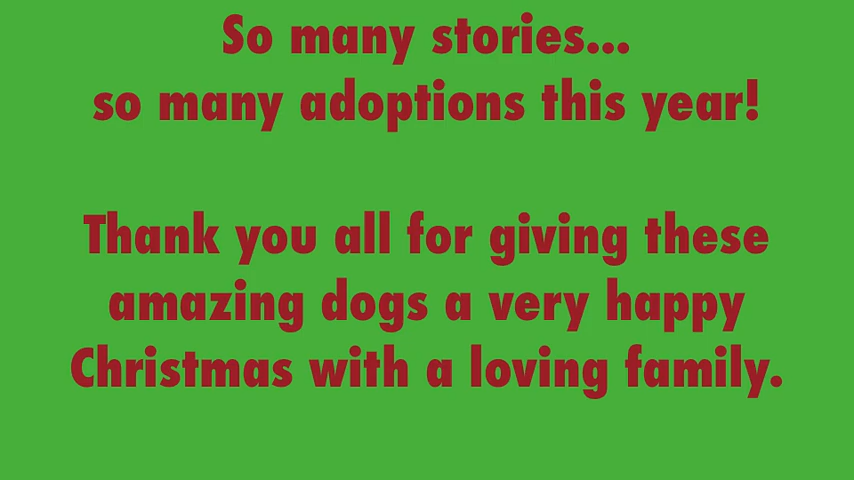 So many stories...
so many adoptions this year!
Thank you all for giving these
amazing dogs a very happy
Christmas with a loving family.